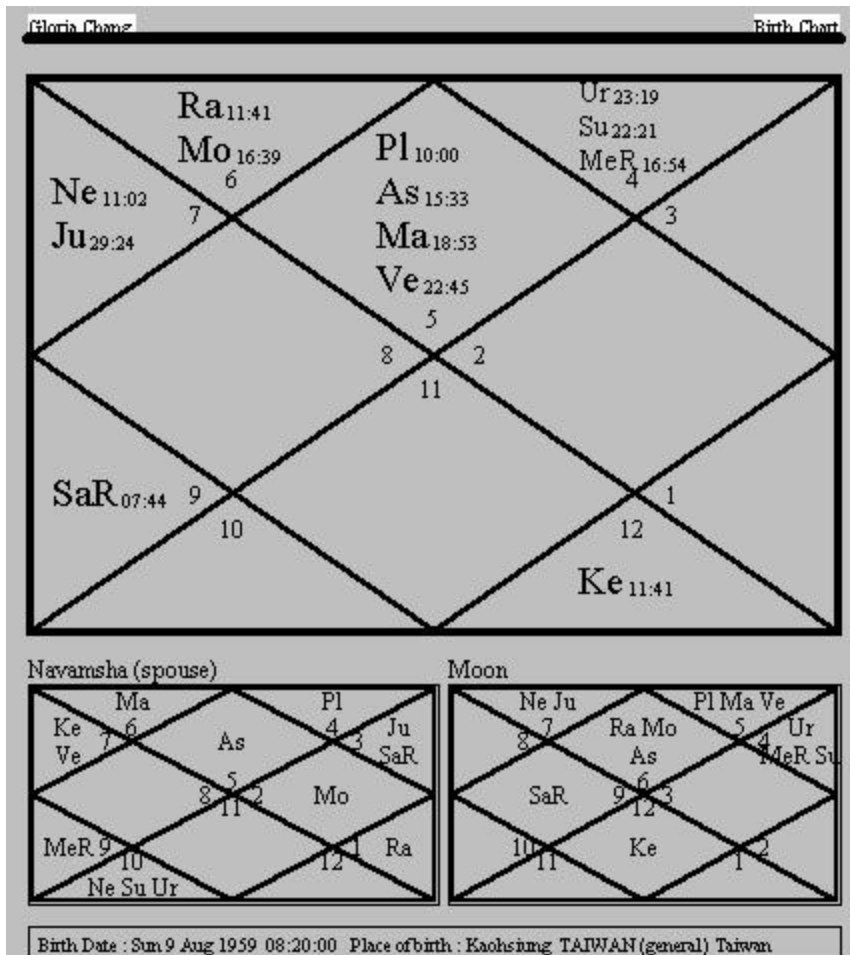 Gloria Chang Birth Chart
Ra 11:41
Mo 16:39
6
Ne 11:02
Ju 29:24
7
Pl 10:00
As 15:33
Ma 18:53
Ve 22:45
5
Ur 23:19
Su 22:21
MeR 16:54
4
3
8
2
11
SaR 07:44
9
10
1
12
Ke 11:41
Navamsha (spouse)
Ma
6
Ke
Ve
7
As
5
Pl
4
3
Ju
SaR
8
11
2
Mo
MeR 9
10
Ne Su Ur
12
1
Ra
Moon
Ne Ju
7
8
Ra Mo
As
6
Pl Ma Ve
5
4
Ur
MeR Su
SaR
9
12
3
10
11
Ke
2
1
Birth Date : Sun 9 Aug 1959 08:20:00 Place of birth : Kaohsiung TAIWAN (general) Taiwan